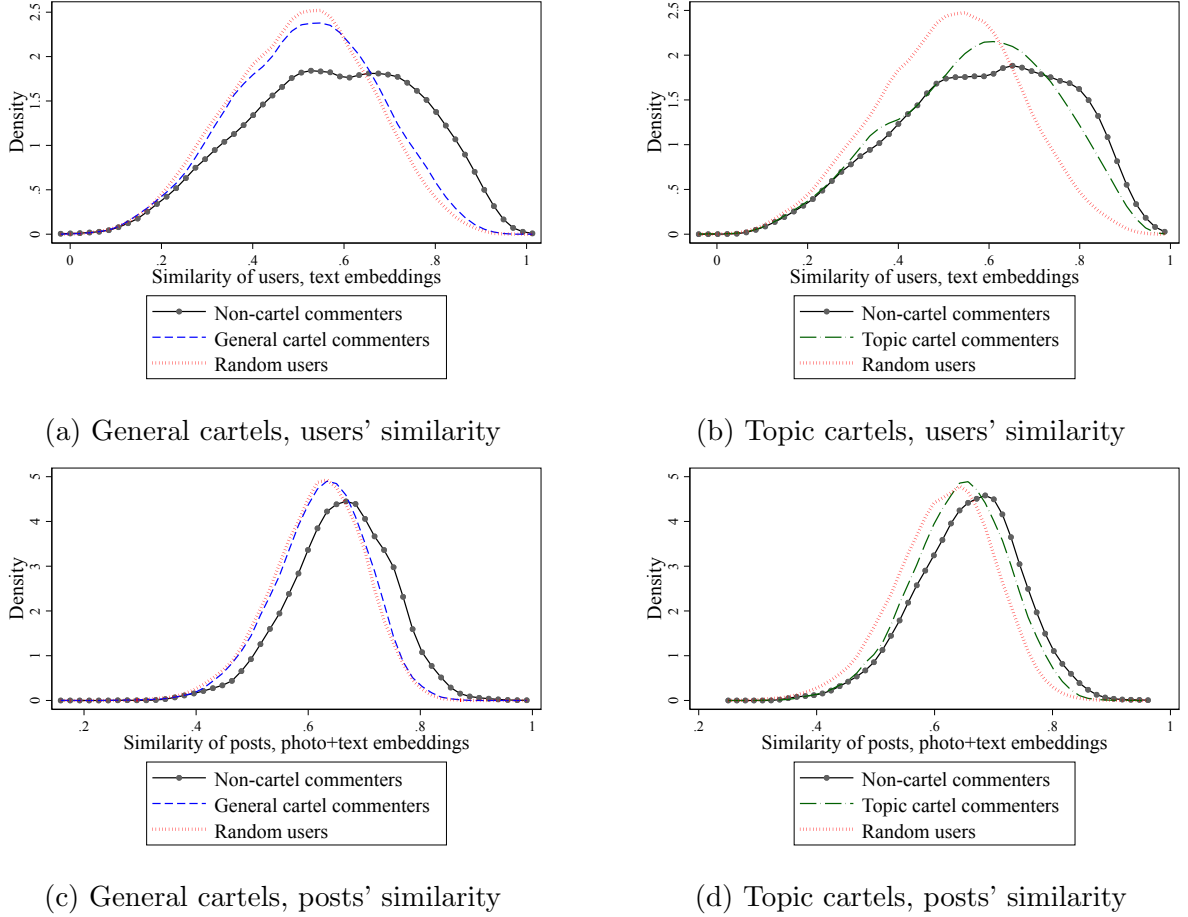 2.5
2
1.5
1
.5
0
Density
0 .2 .4 .6 .8 1
Similarity of users, text embeddings
Non-cartel commenters
General cartel commenters
Random users
(a) General cartels, users' similarity
2.5
2
1.5
1
.5
0
Density
0 .2 .4 .6 .8 1
Similarity of users, text embeddings
Non-cartel commenters
Topic cartel commenters
Random users
(b) Topic cartels, users' similarity
5
4
3
2
1
0
Density
.2 .4 .6 .8 1
Similarity of posts, photo+text embeddings
Non-cartel commenters
General cartel commenters
Random users
(c) General cartels, posts' similarity
5
4
3
2
1
0
Density
.2 .4 .6 .8 1
Similarity of posts, photo+text embeddings
Non-cartel commenters
Topic cartel commenters
Random users
(d) Topic cartels, posts' similarity